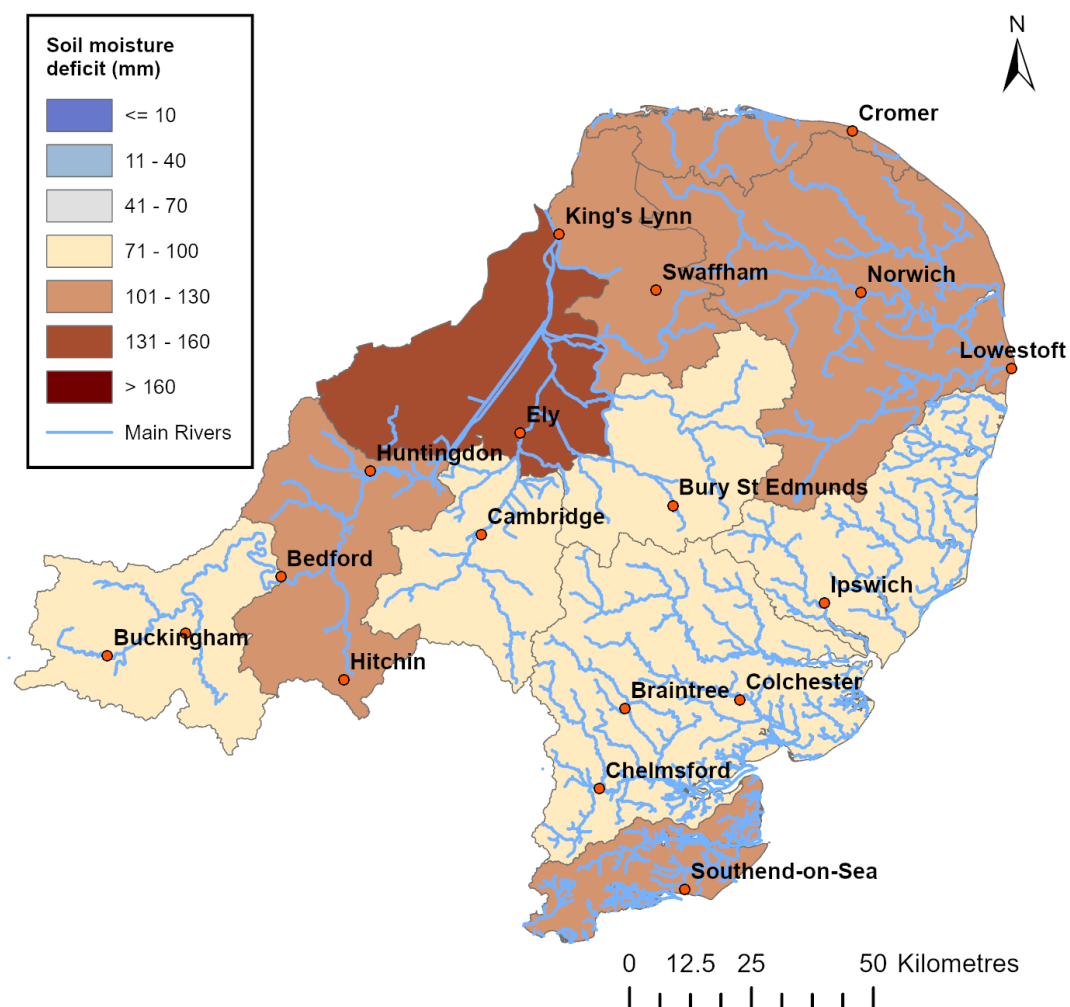 Soil moisture
deficit (mm)
<= 10
11 - 40
41 - 70
71 - 100
101 - 130
131 - 160
> 160
Main Rivers
N
Cromer
King's Lynn
Swaffham
Norwich
Lowestoft
Ely
Huntingdon
Bury St Edmunds
Cambridge
Bedford
Ipswich
Buckingham
Hitchin
Braintree
Colchester
Chelmsford
Southend-on-Sea
0 12.5 25 50 Kilometres